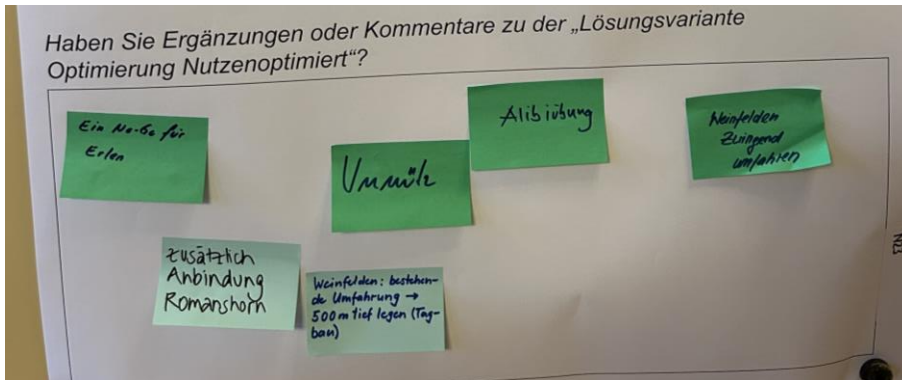 Haben Sie Ergänzungen oder Kommentare zu der „Lösungsvariante
Optimierung Nutzenoptimiert“?
Ein No-Go für
Erlen
Unnütz
Alibiübung
Weinfelden
Zwingend
umfahren
Zusätzlich
Anbindung
Romanshorn
Weinfelden: bestehen-
de Umfahrung →
500m tief legen (Tag-
bau)